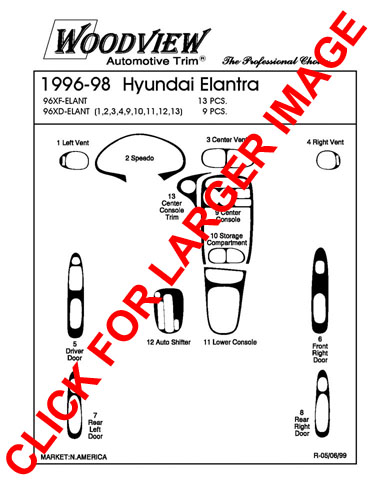 WOODVIEW
Automotive Trim®
The Professional Choice
1996-98 Hyundai Elantra
96XF-ELANT 13 PCS.
96XD-ELANT (1,2,3,4,9,10,11,12,13) 9 PCS.
1 Left Vent
2 Speedo
3 Center Vent
4 Right Vent
13
Center
Console
Trim
9 Center
Console
10 Storage
Compartment
5
Driver
Door
12 Auto Shifter
11 Lower Console
6
Front
Right
Door
7
Rear
Left
Door
8
Rear
Right Door
MARKET:N.AMERICA
R-05/06/99
CLICK FOR LARGER IMAGE